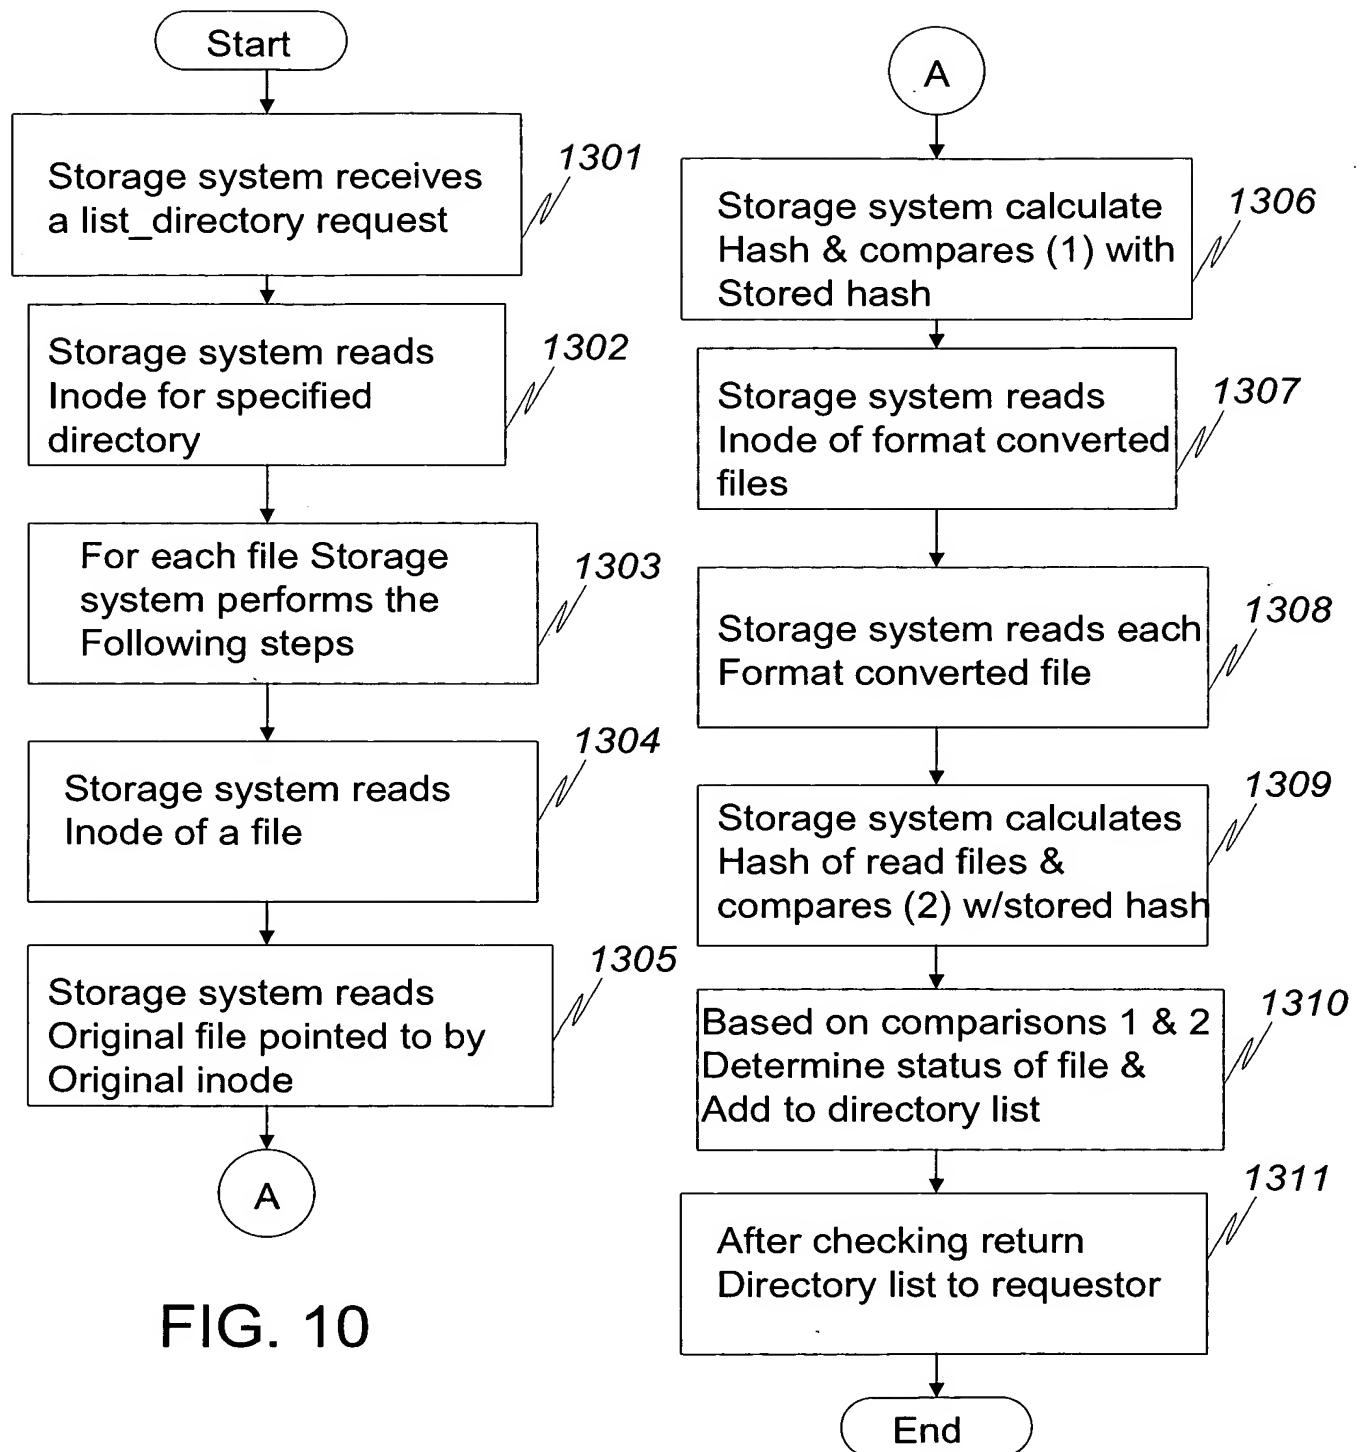 Start
Storage system receives
a list_directory request
1301
Storage system reads
Inode for specified
directory
1302
For each file Storage
system performs the
Following steps
1303
Storage system reads
Inode of a file
1304
Storage system reads
Original file pointed to by
Original inode
1305
A
FIG. 10
A
Storage system calculate
Hash & compares (1) with
Stored hash
1306
Storage system reads
Inode of format converted
files
1307
Storage system reads each
Format converted file
1308
Storage system calculates
Hash of read files &
compares (2) w/stored hash
1309
Based on comparisons 1 & 2
Determine status of file &
Add to directory list
1310
After checking return
Directory list to requestor
1311
End